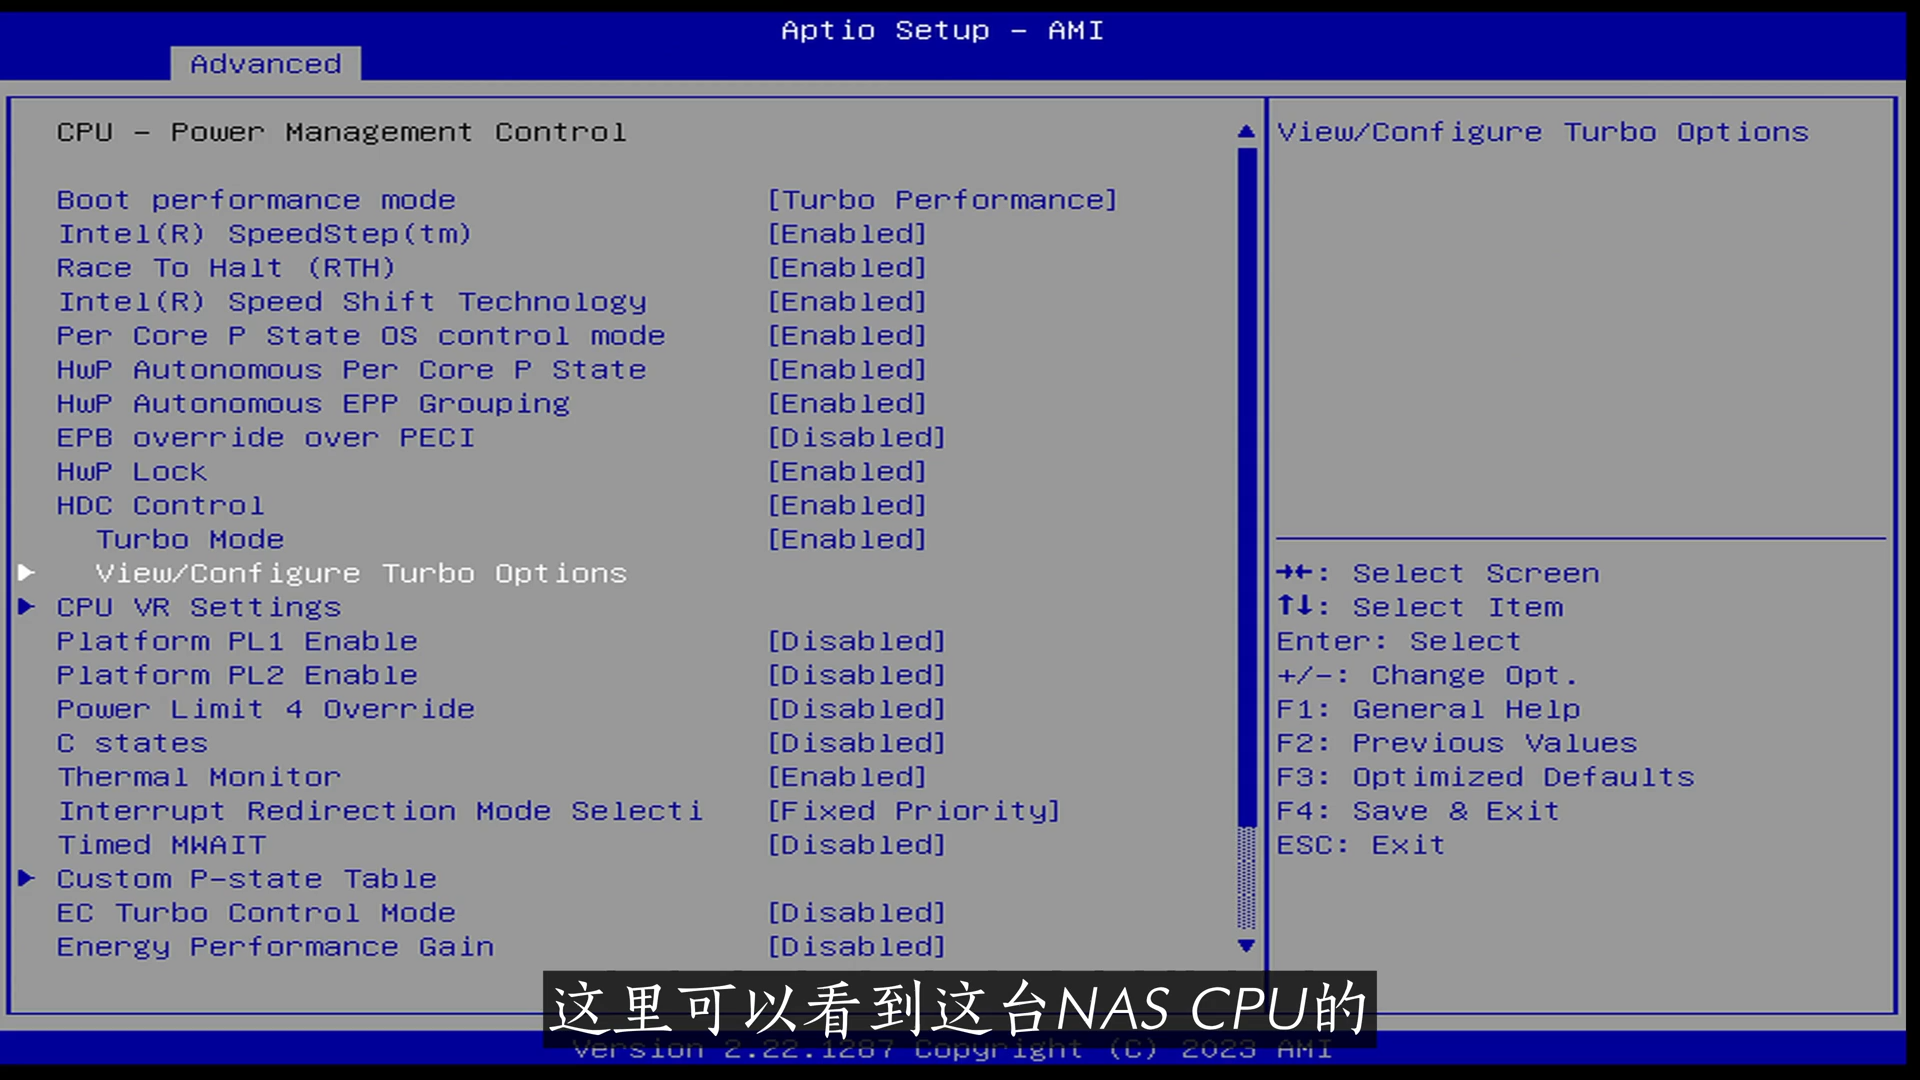 Aptio Setup – AMI
Advanced
CPU – Power Management Control
View/Configure Turbo Options
Boot performance mode [Turbo Performance]
Intel(R) SpeedStep(tm) [Enabled]
Race To Halt (RTH) [Enabled]
Intel(R) Speed Shift Technology [Enabled]
Per Core P State OS control mode [Enabled]
HwP Autonomous Per Core P State [Enabled]
HwP Autonomous EPP Grouping [Enabled]
EPB override over PECI [Disabled]
HwP Lock [Enabled]
HDC Control [Enabled]
Turbo Mode [Enabled]
View/Configure Turbo Options
CPU VR Settings
Platform PL1 Enable [Disabled]
Platform PL2 Enable [Disabled]
Power Limit 4 Override [Disabled]
C states [Disabled]
Thermal Monitor [Enabled]
Interrupt Redirection Mode Selecti [Fixed Priority]
Timed MWAIT [Disabled]
Custom P-state Table
EC Turbo Control Mode [Disabled]
Energy Performance Gain [Disabled]
→←: Select Screen
↑↓: Select Item
Enter: Select
+/-: Change Opt.
F1: General Help
F2: Previous Values
F3: Optimized Defaults
F4: Save & Exit
ESC: Exit
这里可以看到这台NAS CPU的
Version 2.22.1287 Copyright (C) 2023 AMI